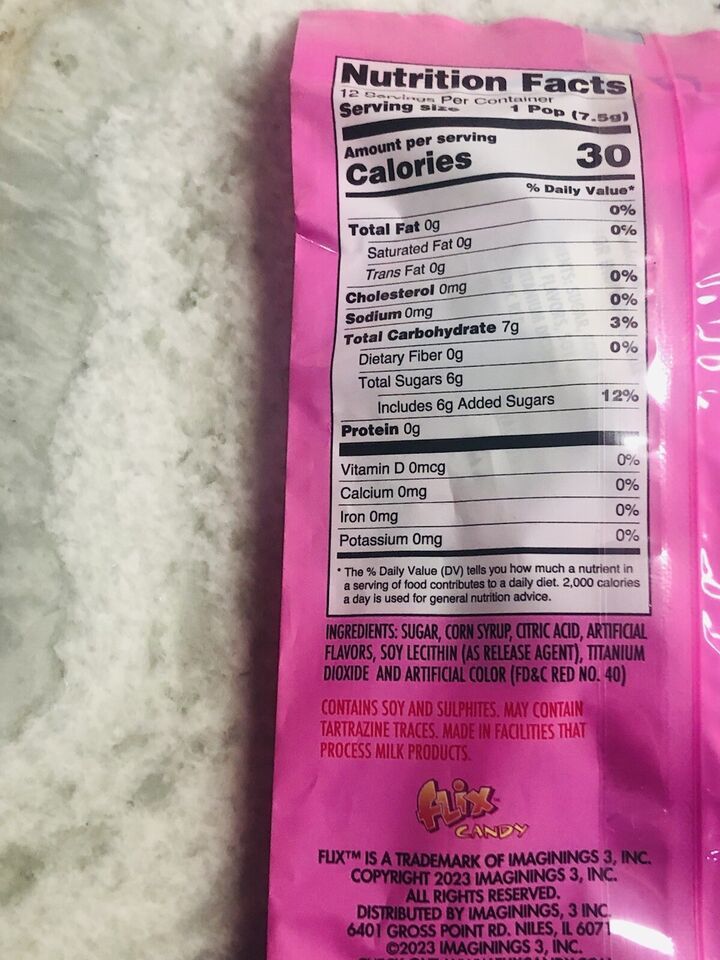 Nutrition Facts
12 Servings Per Container
Serving size 1 Pop (7.5g)
Amount per serving
Calories 30
% Daily Value*
Total Fat 0g 0%
Saturated Fat 0g 0%
Trans Fat 0g
Cholesterol 0mg 0%
Sodium 0mg 0%
Total Carbohydrate 7g 3%
Dietary Fiber 0g 0%
Total Sugars 6g
Includes 6g Added Sugars 12%
Protein 0g
Vitamin D 0mcg 0%
Calcium 0mg 0%
Iron 0mg 0%
Potassium 0mg 0%
* The % Daily Value (DV) tells you how much a nutrient in
a serving of food contributes to a daily diet. 2,000 calories
a day is used for general nutrition advice.
INGREDIENTS: SUGAR, CORN SYRUP, CITRIC ACID, ARTIFICIAL
FLAVORS, SOY LECITHIN (AS RELEASE AGENT), TITANIUM
DIOXIDE AND ARTIFICIAL COLOR (FD&C RED NO. 40)
CONTAINS SOY AND SULPHITES. MAY CONTAIN
TARTRAZINE TRACES. MADE IN FACILITIES THAT
PROCESS MILK PRODUCTS.
FLiX
CANDY
FLIX™ IS A TRADEMARK OF IMAGININGS 3, INC.
COPYRIGHT 2023 IMAGININGS 3, INC.
ALL RIGHTS RESERVED.
DISTRIBUTED BY IMAGININGS, 3 INC.
6401 GROSS POINT RD. NILES, IL 6071
©2023 IMAGININGS 3, INC.